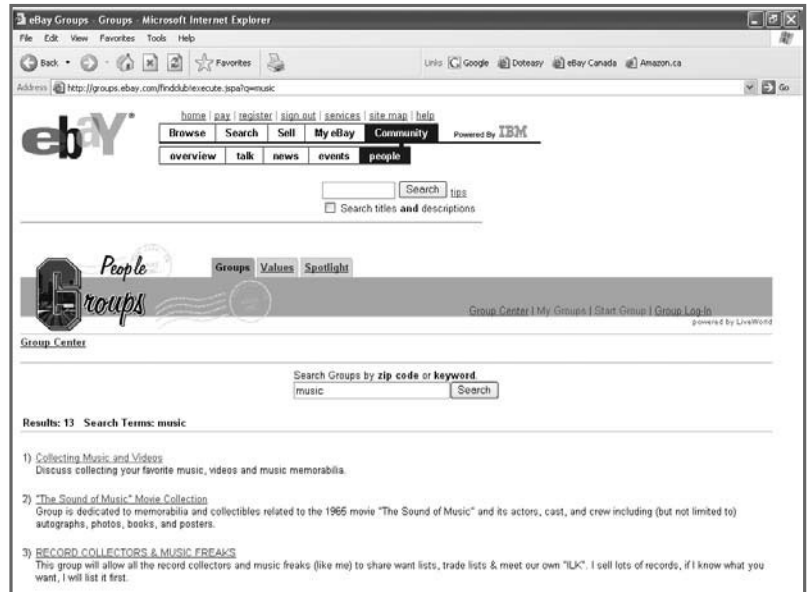 eBay Groups - Groups - Microsoft Internet Explorer
File Edit View Favorites Tools Help
Back Favorites Links Google Doteasy eBay Canada Amazon.ca
Address http://groups.ebay.com/findclub!execute.jspa?q=music Go
home | pay | register | sign out | services | site map | help
ebY
Browse Search Sell My eBay Community Powered By IBM
overview talk news events people
Search tips
Search titles and descriptions
People Groups
Groups Values Spotlight
Group Center | My Groups | Start Group | Group Log-In
powered by LiveWorld
Group Center
Search Groups by zip code or keyword.
music Search
Results: 13 Search Terms: music
1) Collecting Music and Videos
Discuss collecting your favorite music, videos and music memorabilia.
2) "The Sound of Music" Movie Collection
Group is dedicated to memorabilia and collectibles related to the 1965 movie "The Sound of Music" and its actors, cast, and crew including (but not limited to)
autographs, photos, books, and posters.
3) RECORD COLLECTORS & MUSIC FREAKS
This group will allow all the record collectors and music freaks (like me) to share want lists, trade lists & meet our own "ILK". I sell lots of records, if I know what you
want, I will list it first.